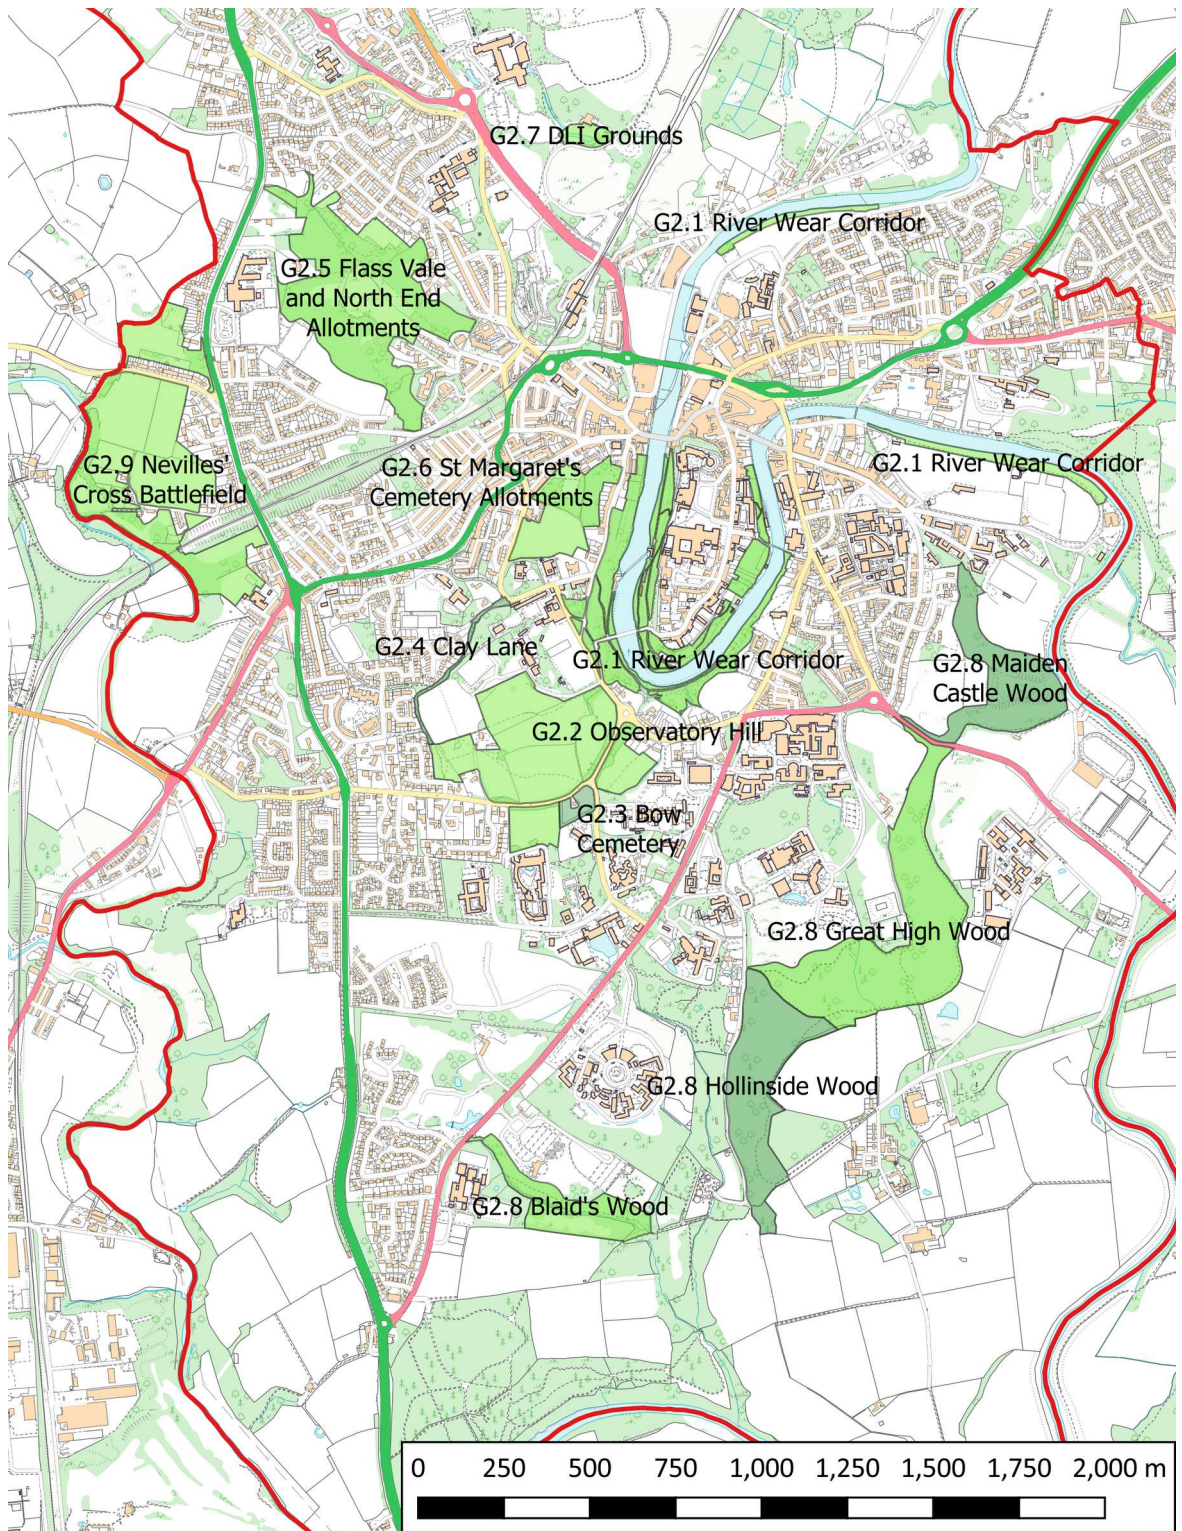 G2.7 DLI Grounds
G2.1 River Wear Corridor
G2.5 Flass Vale
and North End
Allotments
G2.9 Nevilles'
Cross Battlefield
G2.6 St Margaret's
Cemetery Allotments
G2.1 River Wear Corridor
G2.4 Clay Lane
G2.1 River Wear Corridor
G2.8 Maiden
Castle Wood
G2.2 Observatory Hill
G2.3 Bow
Cemetery
G2.8 Great High Wood
G2.8 Hollinside Wood
G2.8 Blaid's Wood
0 250 500 750 1,000 1,250 1,500 1,750 2,000 m